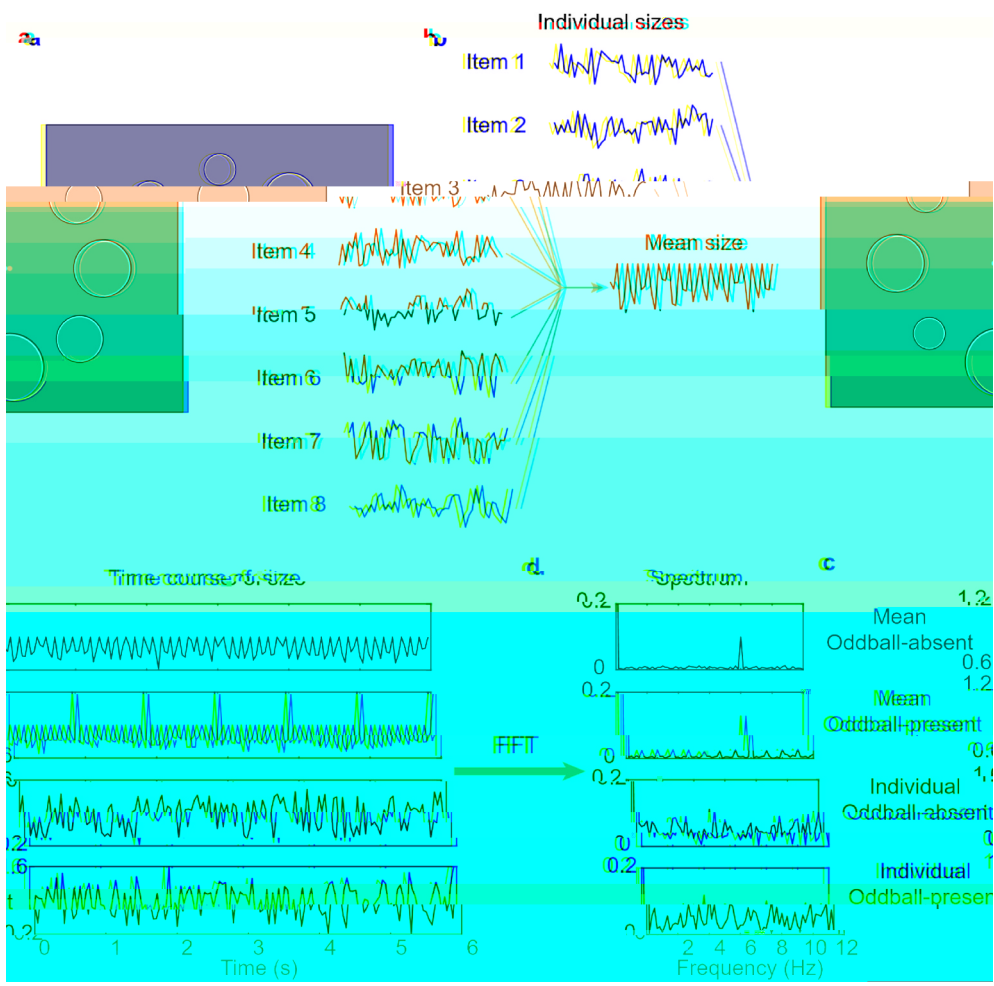 a
b
Individual sizes
Item 1
Item 2
Item 3
Item 4
Mean size
Item 5
Item 6
Item 7
Item 8
Time course of size
d
Spectrum
c
0.2
1.2
Mean
Oddball-absent
0
0.6
0.2
1.2
Mean
Oddball-present
FFT
0
0.2
Individual
Oddball-absent
0.2
0
0.6
0.2
Individual
0.2
0 1 2 3 4 5 6
2 4 6 8 10 12
Time (s)
Frequency (Hz)